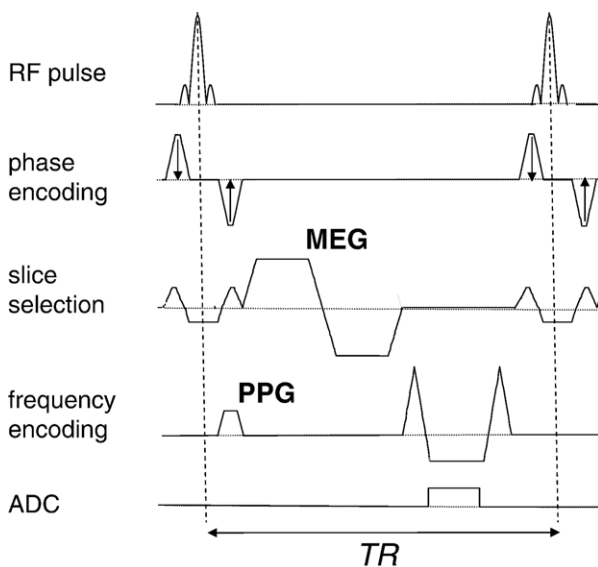 RF pulse
phase
encoding
MEG
slice
selection
PPG
frequency
encoding
ADC
TR